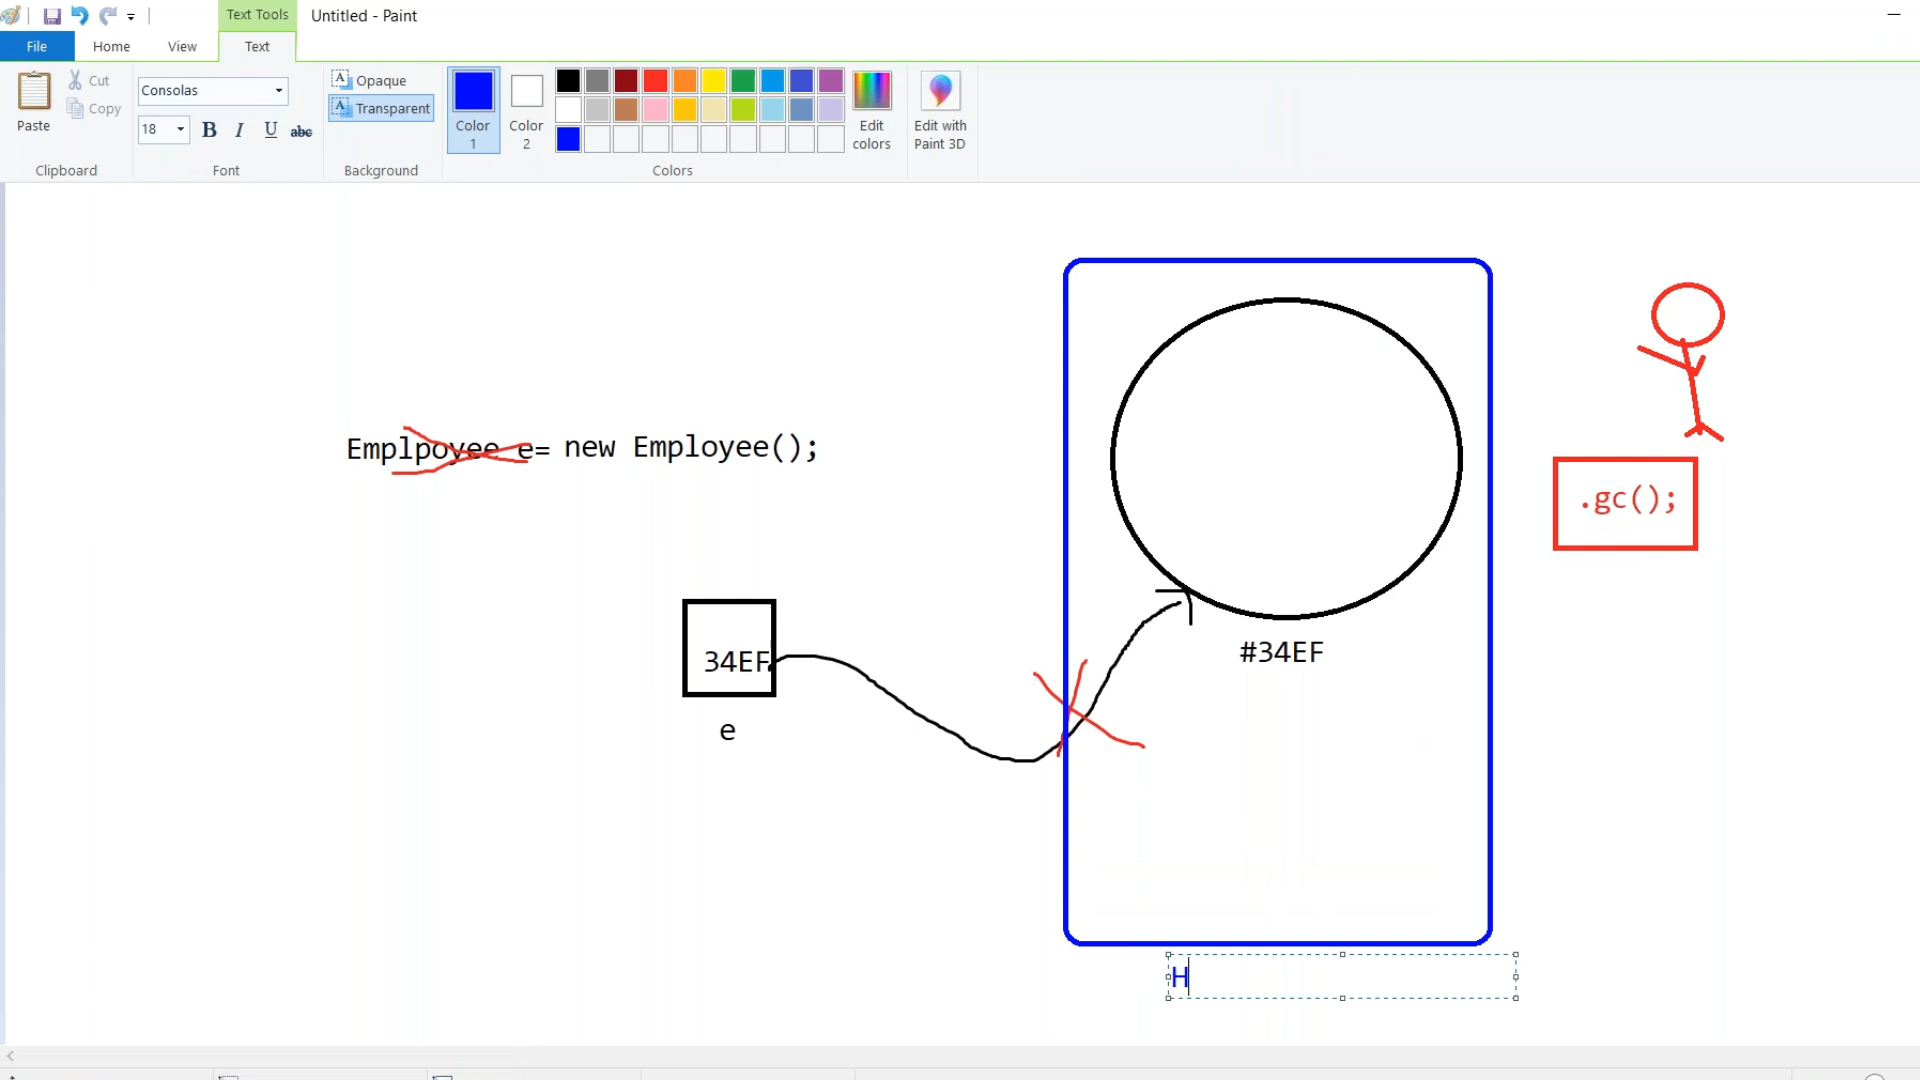 Text Tools
Untitled - Paint
File
Home
View
Text
Paste
Cut
Copy
Clipboard
Consolas
18
B I U abc
Font
Opaque
Transparent
Background
Color 1
Color 2
Edit colors
Colors
Edit with Paint 3D
Emplpoyee e= new Employee();
.gc();
34EF
#34EF
e
H